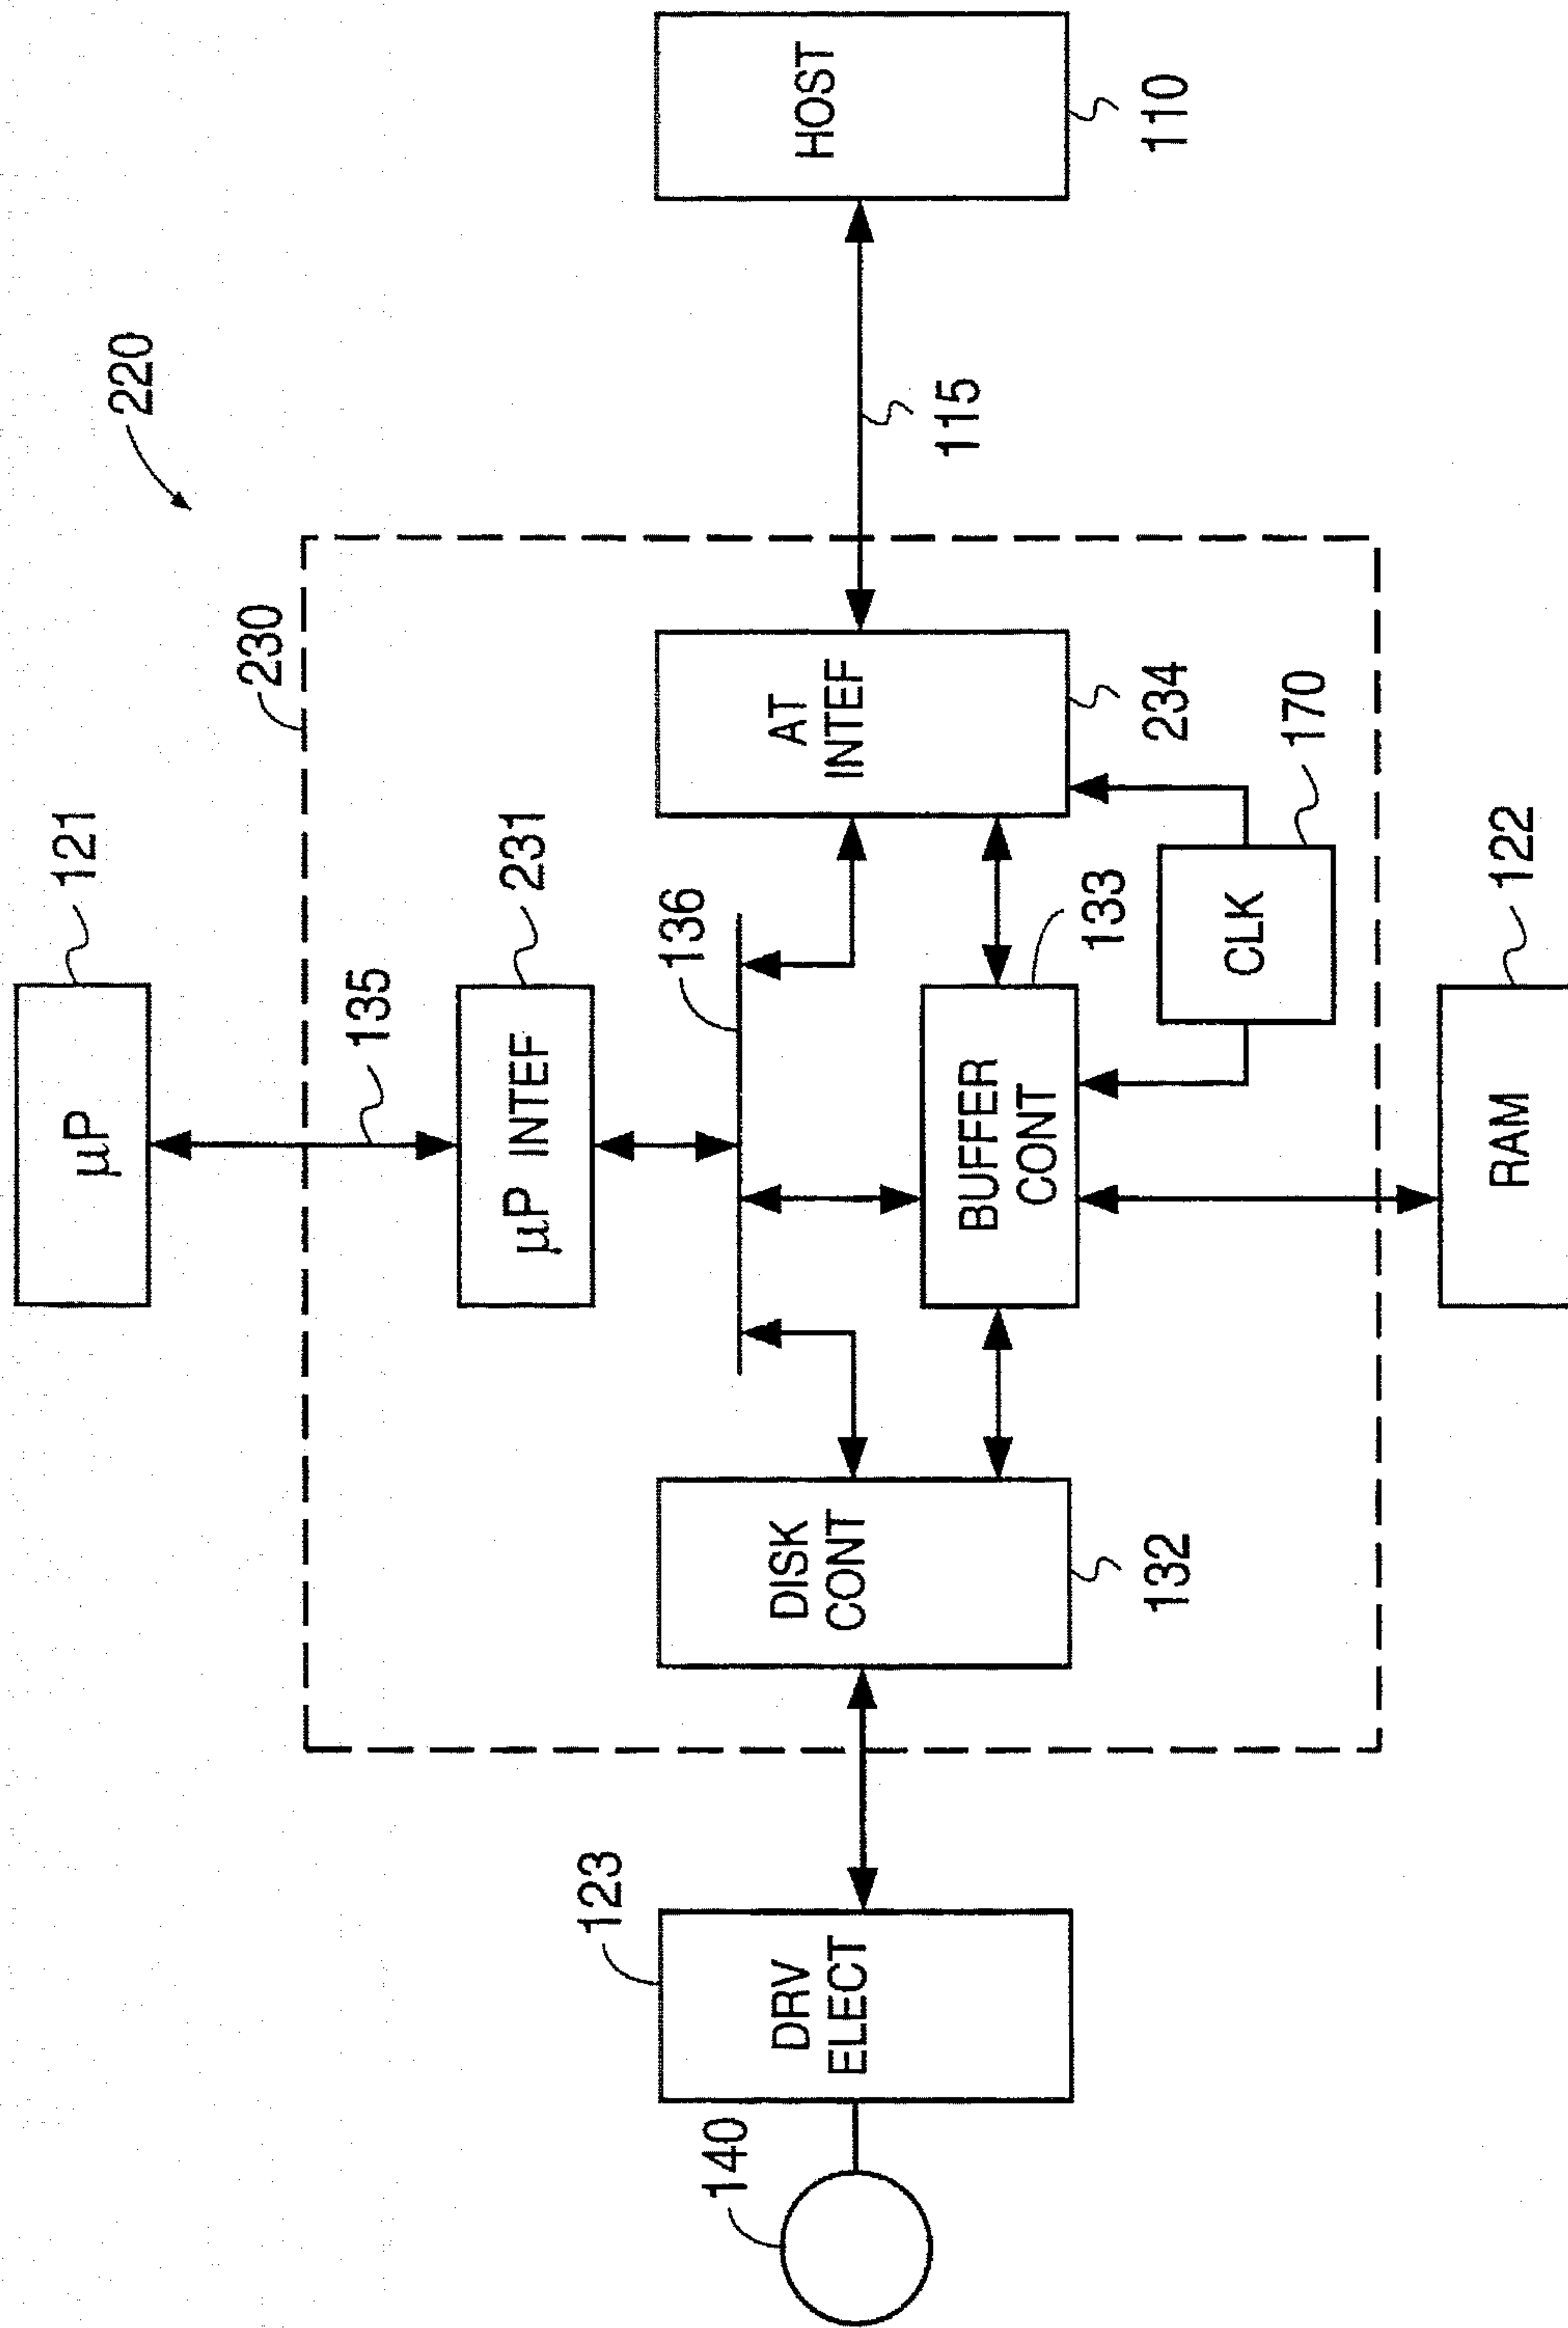 220
121
µP
135
230
231
µP INTEF
136
123
140
DRV
ELECT
DISK
CONT
132
BUFFER
CONT
133
AT
INTEF
234
115
HOST
110
CLK
170
RAM
122